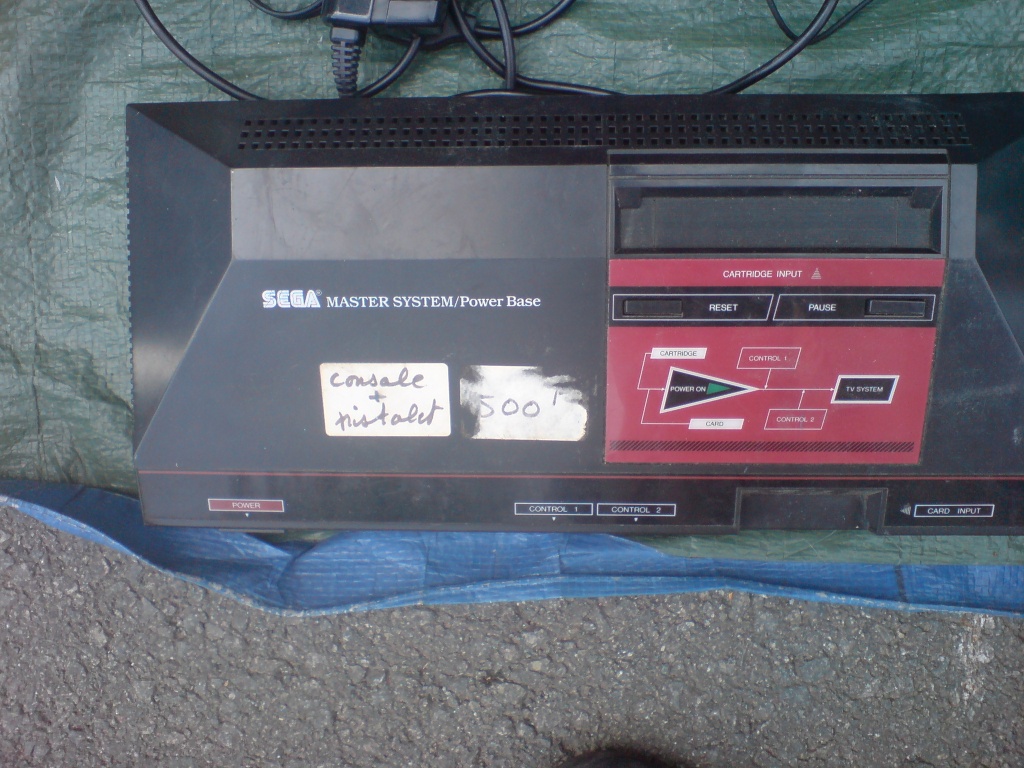 CARTRIDGE INPUT
SEGA® MASTER SYSTEM/Power Base
RESET
PAUSE
CARTRIDGE
CONTROL 1
POWER ON
TV SYSTEM
CARD
CONTROL 2
console
+
pistolet
500F
POWER
CONTROL 1
CONTROL 2
CARD INPUT